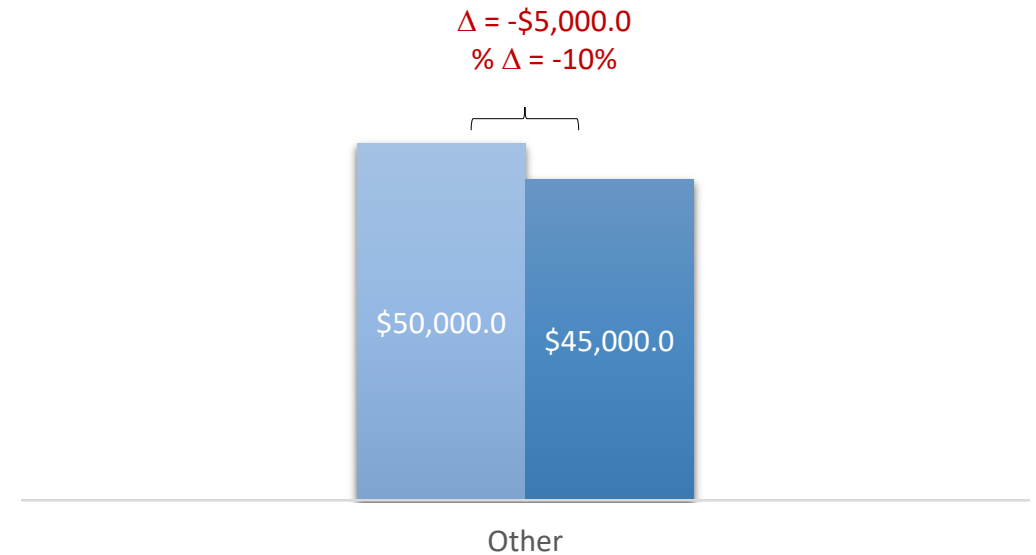 ∆ = -$5,000.0
% ∆ = -10%
$50,000.0
$45,000.0
Other